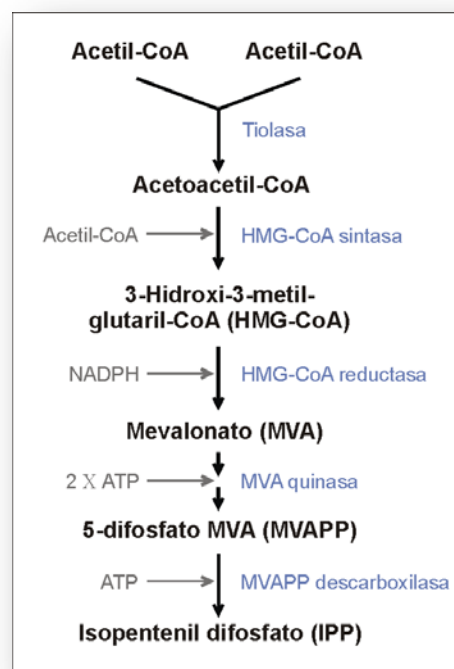 Acetil-CoA Acetil-CoA
Tiolasa
Acetoacetil-CoA
Acetil-CoA HMG-CoA sintasa
3-Hidroxi-3-metil-
glutaril-CoA (HMG-CoA)
NADPH HMG-CoA reductasa
Mevalonato (MVA)
2 X ATP MVA quinasa
5-difosfato MVA (MVAPP)
ATP MVAPP descarboxilasa
Isopentenil difosfato (IPP)